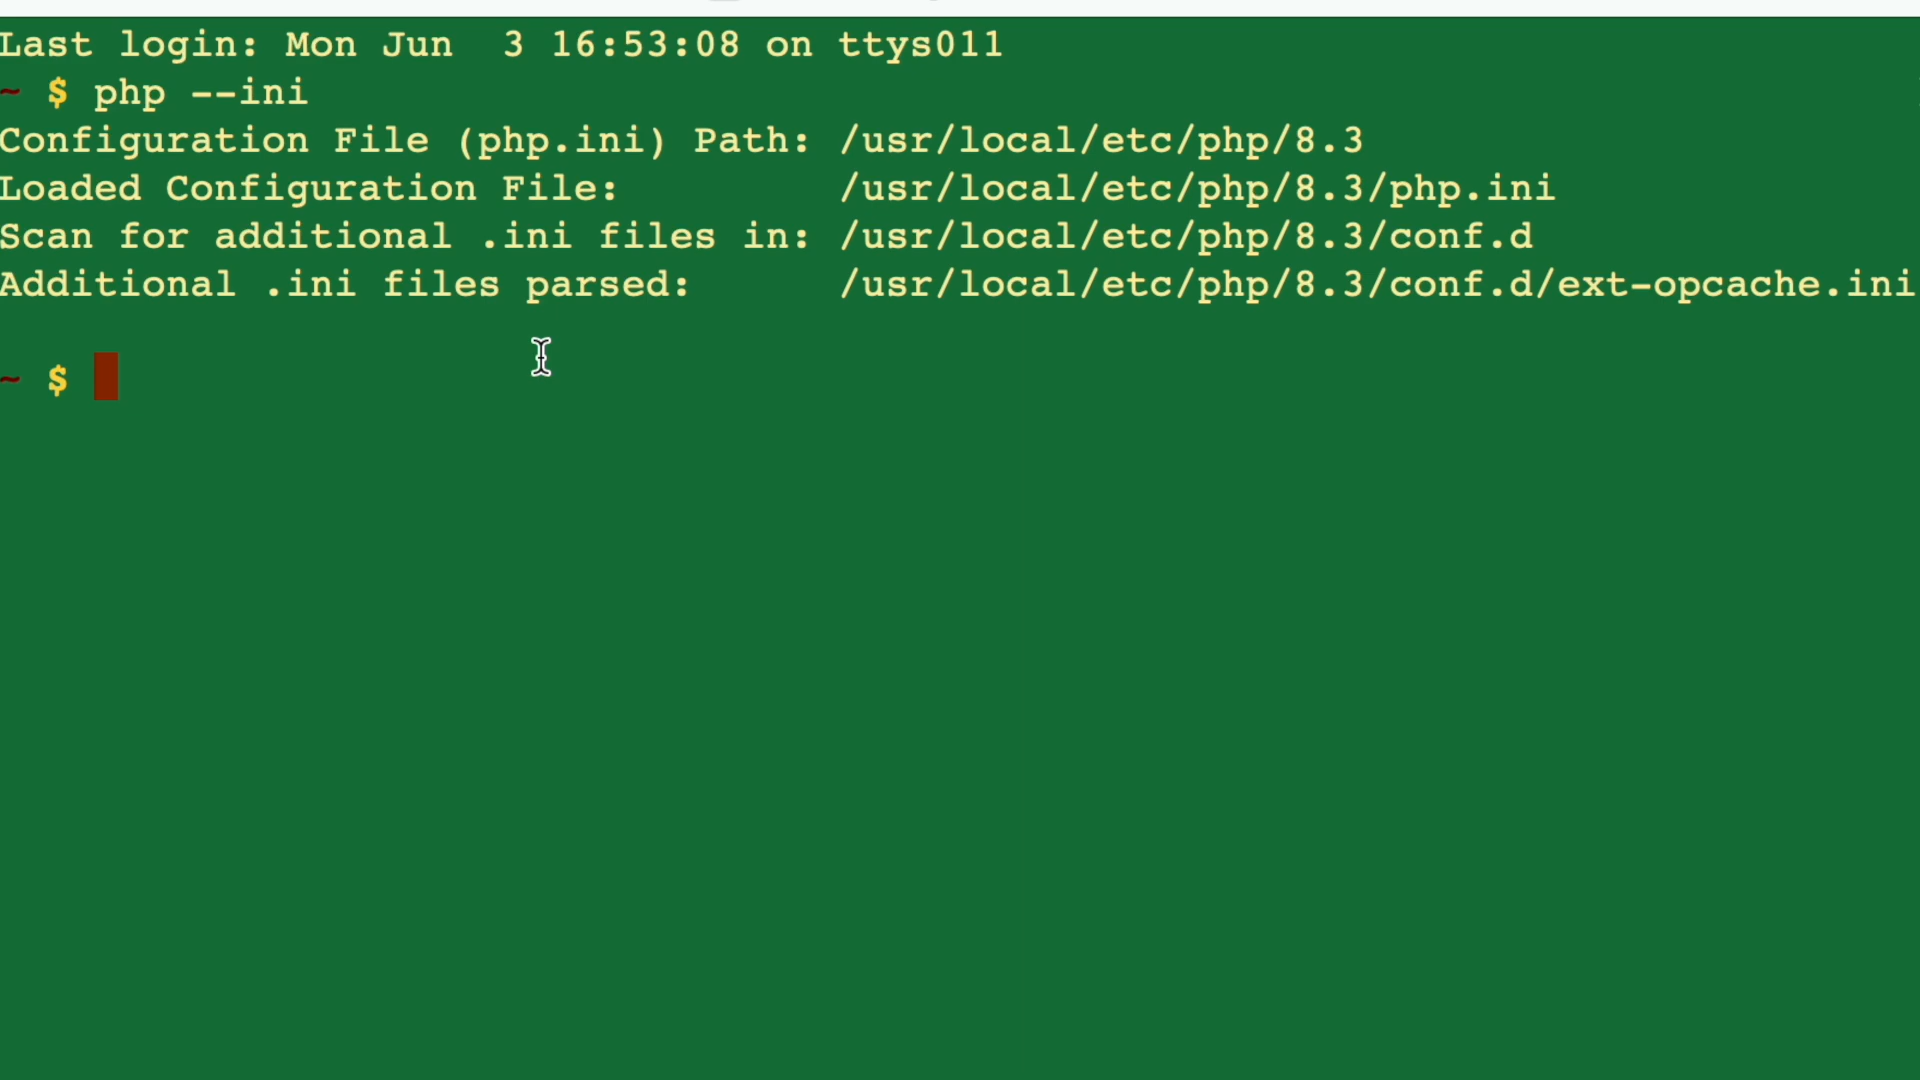 Last login: Mon Jun  3 16:53:08 on ttys011
~ $ php --ini
Configuration File (php.ini) Path: /usr/local/etc/php/8.3
Loaded Configuration File:         /usr/local/etc/php/8.3/php.ini
Scan for additional .ini files in: /usr/local/etc/php/8.3/conf.d
Additional .ini files parsed:      /usr/local/etc/php/8.3/conf.d/ext-opcache.ini
~ $